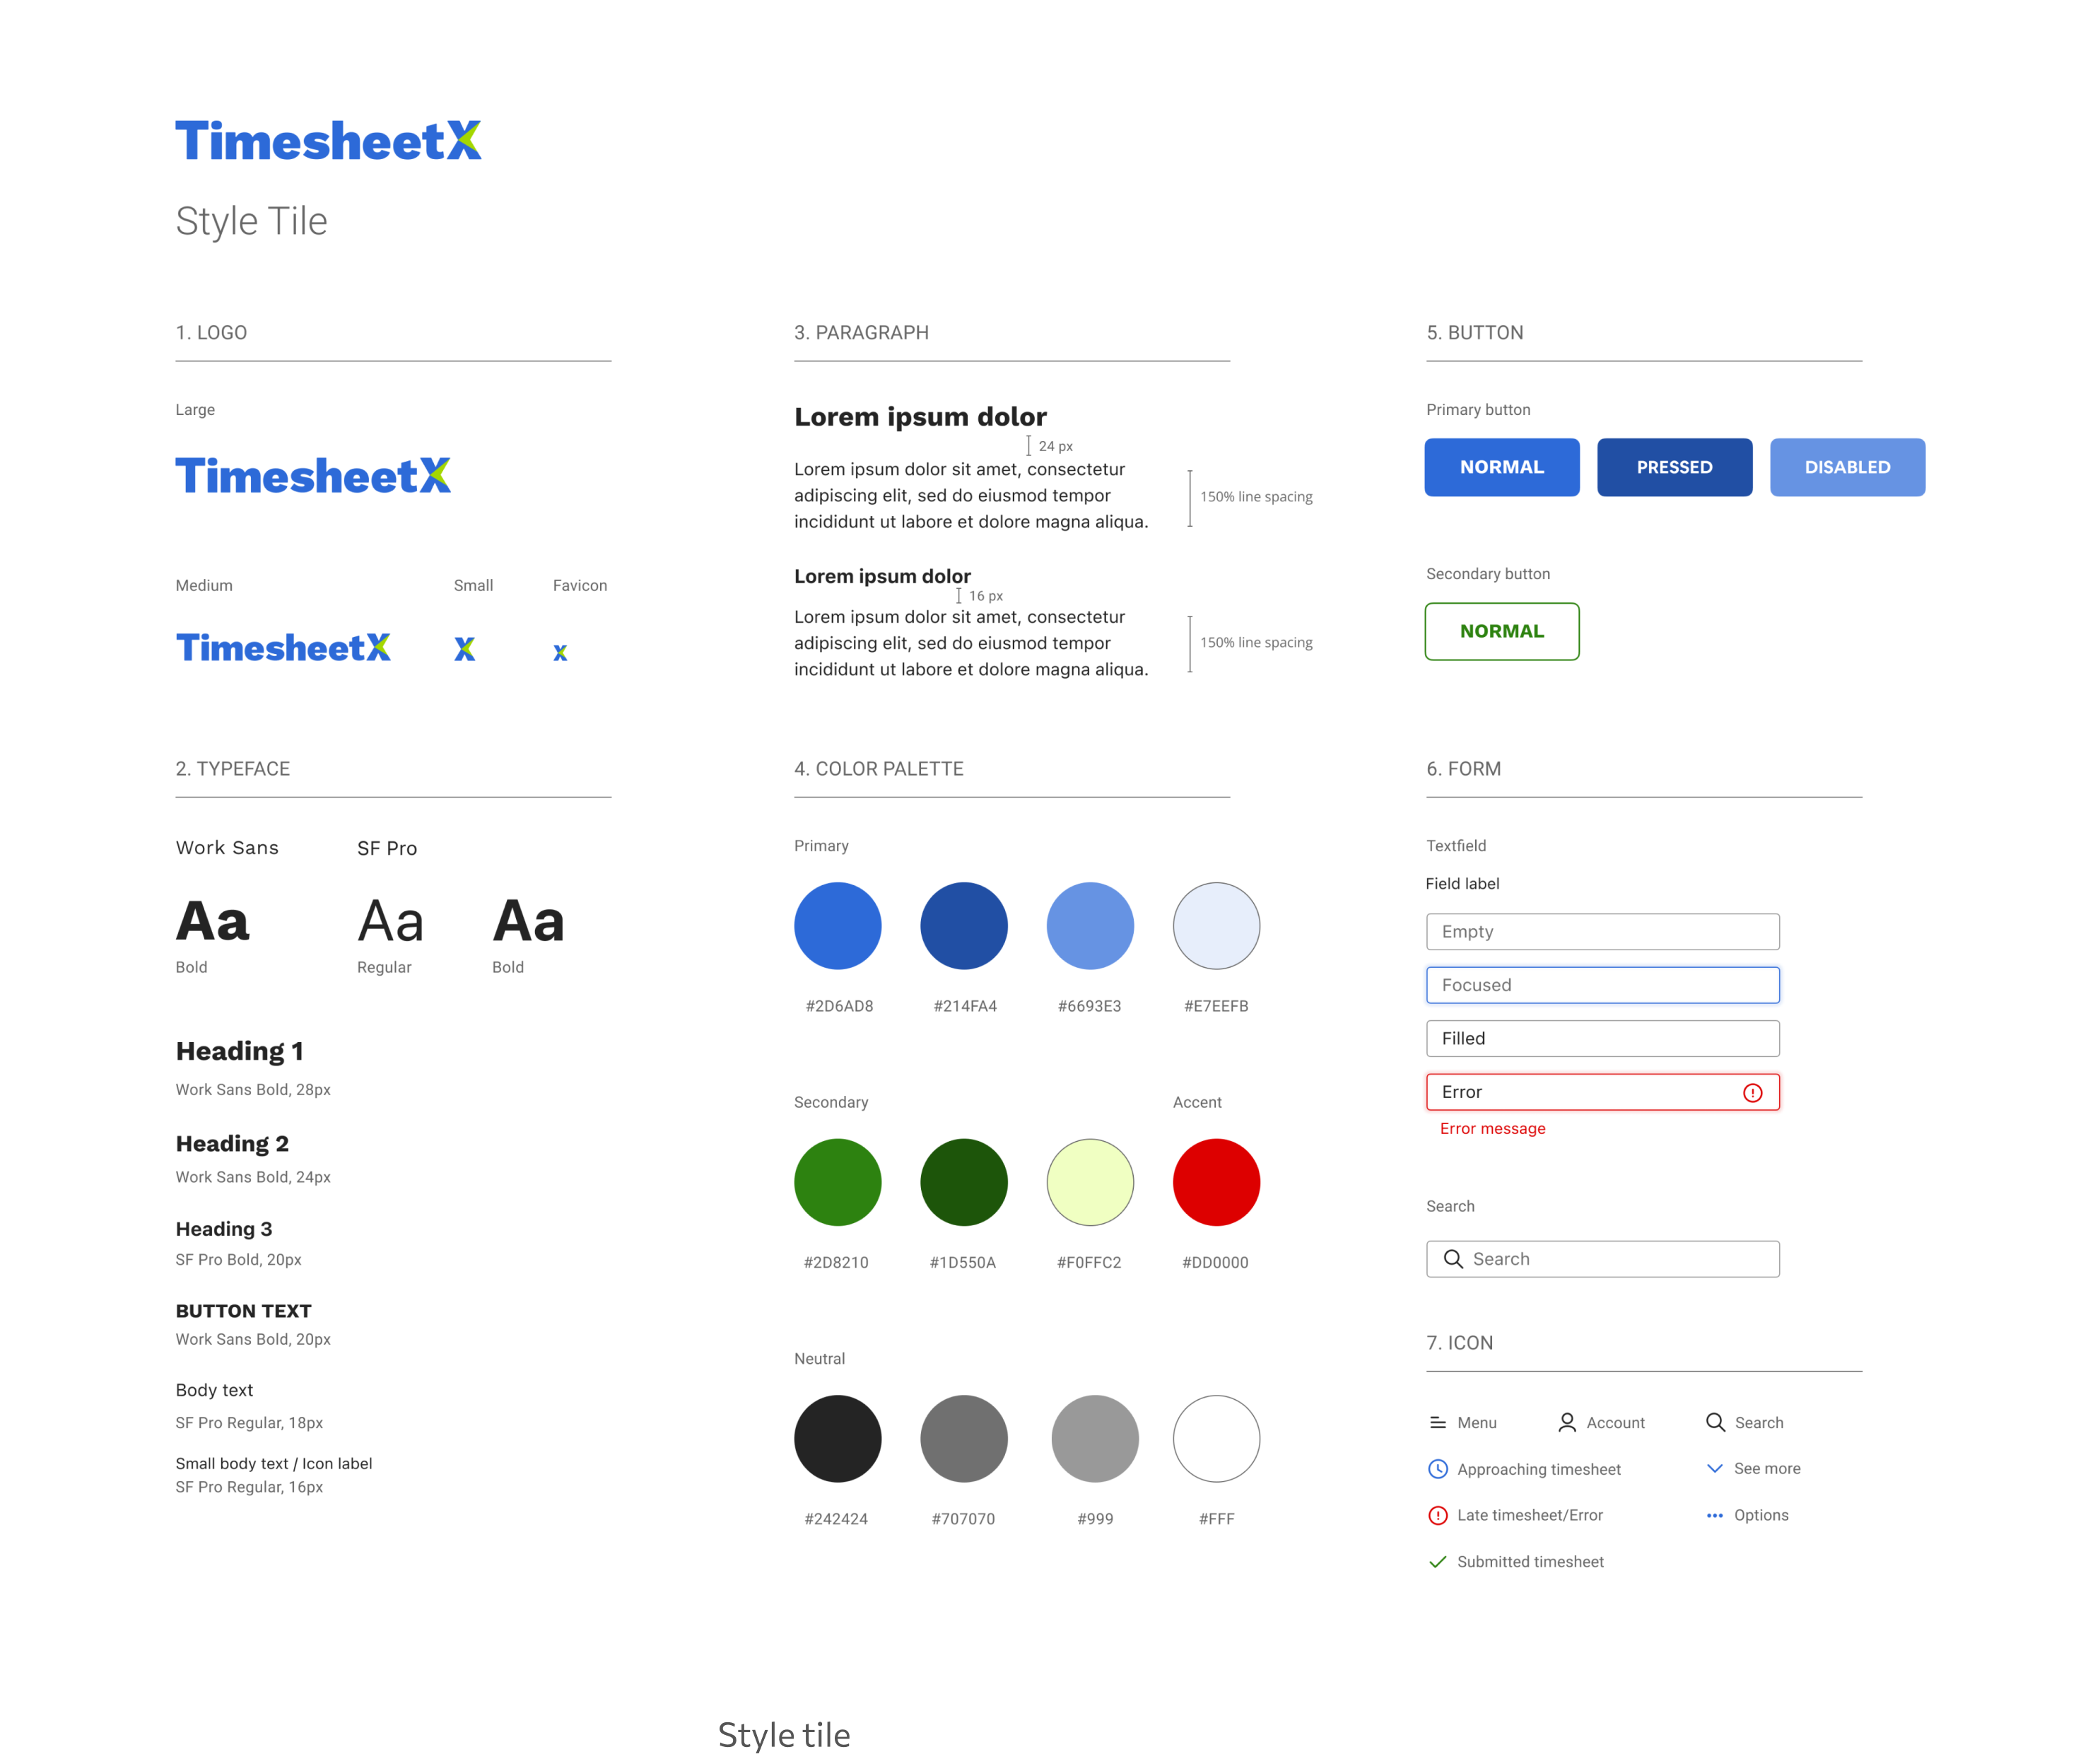 TimesheetX
Style Tile
1. LOGO
Large
TimesheetX
Medium
Small
Favicon
TimesheetX
X
X
2. TYPEFACE
Work Sans
SF Pro
Aa
Aa
Aa
Bold
Regular
Bold
Heading 1
Work Sans Bold, 28px
Heading 2
Work Sans Bold, 24px
Heading 3
SF Pro Bold, 20px
BUTTON TEXT
Work Sans Bold, 20px
Body text
SF Pro Regular, 18px
Small body text / Icon label
SF Pro Regular, 16px
3. PARAGRAPH
Lorem ipsum dolor
24 px
Lorem ipsum dolor sit amet, consectetur
adipiscing elit, sed do eiusmod tempor
incididunt ut labore et dolore magna aliqua.
150% line spacing
Lorem ipsum dolor
16 px
Lorem ipsum dolor sit amet, consectetur
adipiscing elit, sed do eiusmod tempor
incididunt ut labore et dolore magna aliqua.
150% line spacing
4. COLOR PALETTE
Primary
#2D6AD8
#214FA4
#6693E3
#E7EEFB
Secondary
Accent
#2D8210
#1D550A
#F0FFC2
#DD0000
Neutral
#242424
#707070
#999
#FFF
5. BUTTON
Primary button
NORMAL
PRESSED
DISABLED
Secondary button
NORMAL
6. FORM
Textfield
Field label
Empty
Focused
Filled
Error
Error message
Search
Search
7. ICON
Menu
Account
Search
Approaching timesheet
See more
Late timesheet/Error
Options
Submitted timesheet
Style tile